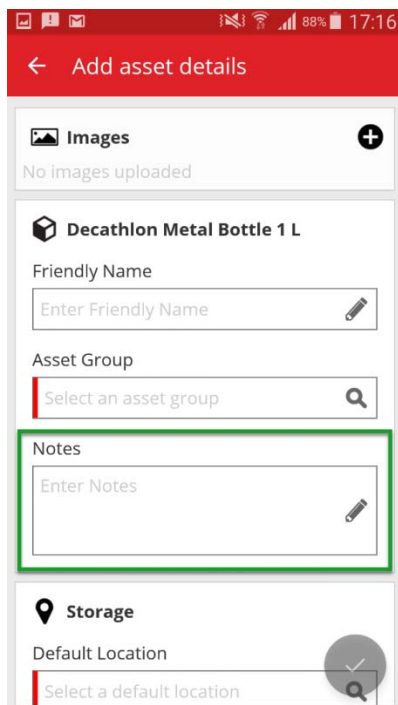 88% 17:16
Add asset details
Images
No images uploaded
Decathlon Metal Bottle 1 L
Friendly Name
Enter Friendly Name
Asset Group
Select an asset group
Notes
Enter Notes
Storage
Default Location
Select a default location